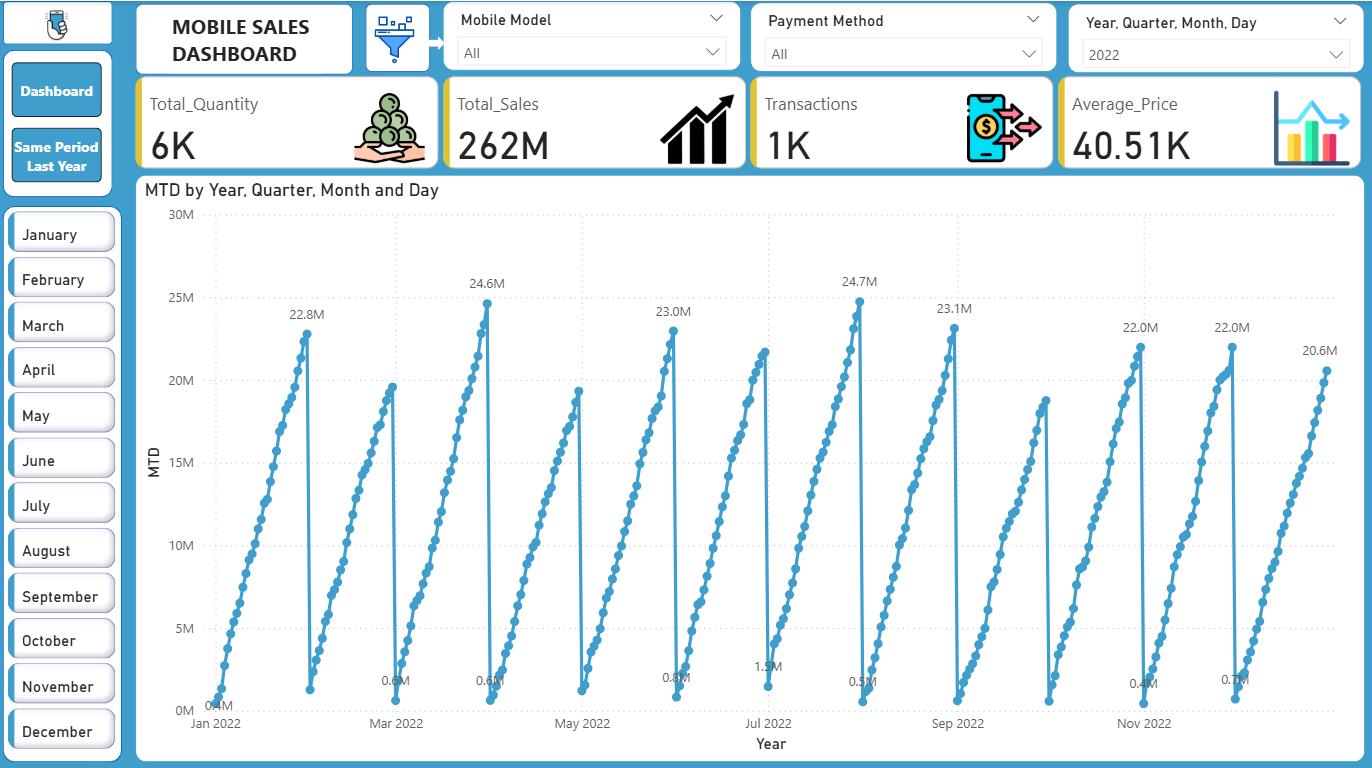 MOBILE SALES
DASHBOARD
Mobile Model
All
Payment Method
All
Year, Quarter, Month, Day
2022
Dashboard
Same Period
Last Year
Total_Quantity
6K
Total_Sales
262M
Transactions
1K
Average_Price
40.51K
January
February
March
April
May
June
July
August
September
October
November
December
MTD by Year, Quarter, Month and Day
MTD
30M
25M
20M
15M
10M
5M
0M
22.8M
24.6M
23.0M
24.7M
23.1M
22.0M
22.0M
20.6M
0.4M
0.6M
0.6M
0.8M
1.5M
0.5M
0.4M
0.7M
Jan 2022
Mar 2022
May 2022
Jul 2022
Sep 2022
Nov 2022
Year